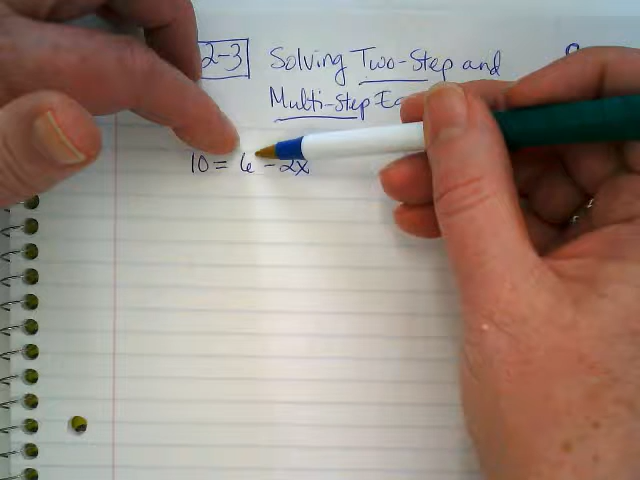 2-3 Solving Two-Step and
Multi-step
10 = 6 - 2x